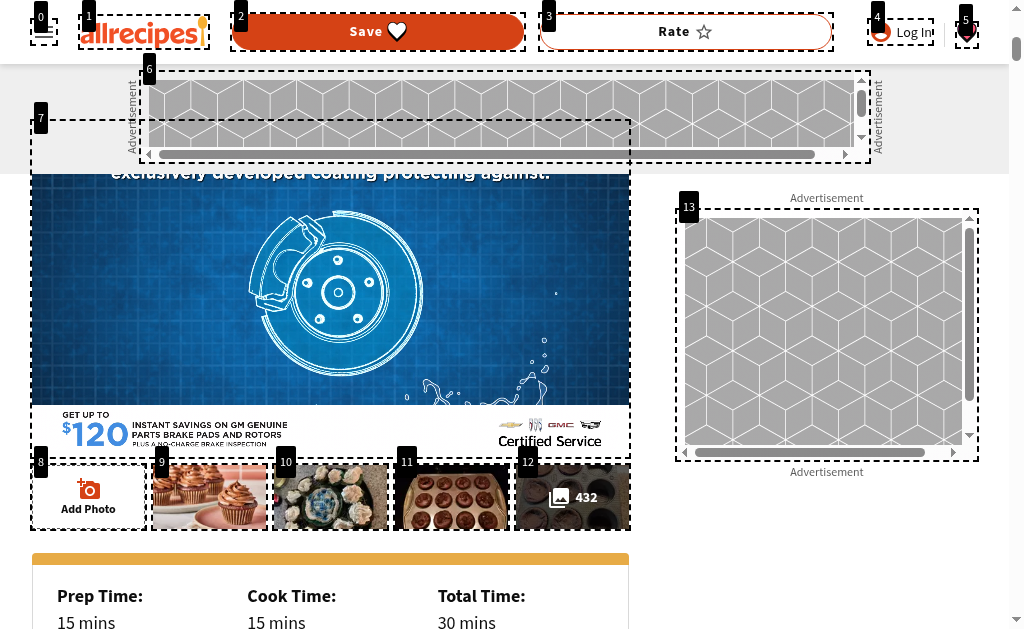 0
1
2
3
4
5
allrecipes
Save
Rate
Log In
6
Advertisement
Advertisement
7
exclusively developed coating protecting against:
13
Advertisement
GET UP TO
$120
INSTANT SAVINGS ON GM GENUINE
PARTS BRAKE PADS AND ROTORS
PLUS A NO-CHARGE BRAKE INSPECTION
GMC
Certified Service
8
9
10
11
12
Add Photo
432
Advertisement
Prep Time:
Cook Time:
Total Time:
15 mins
15 mins
30 mins